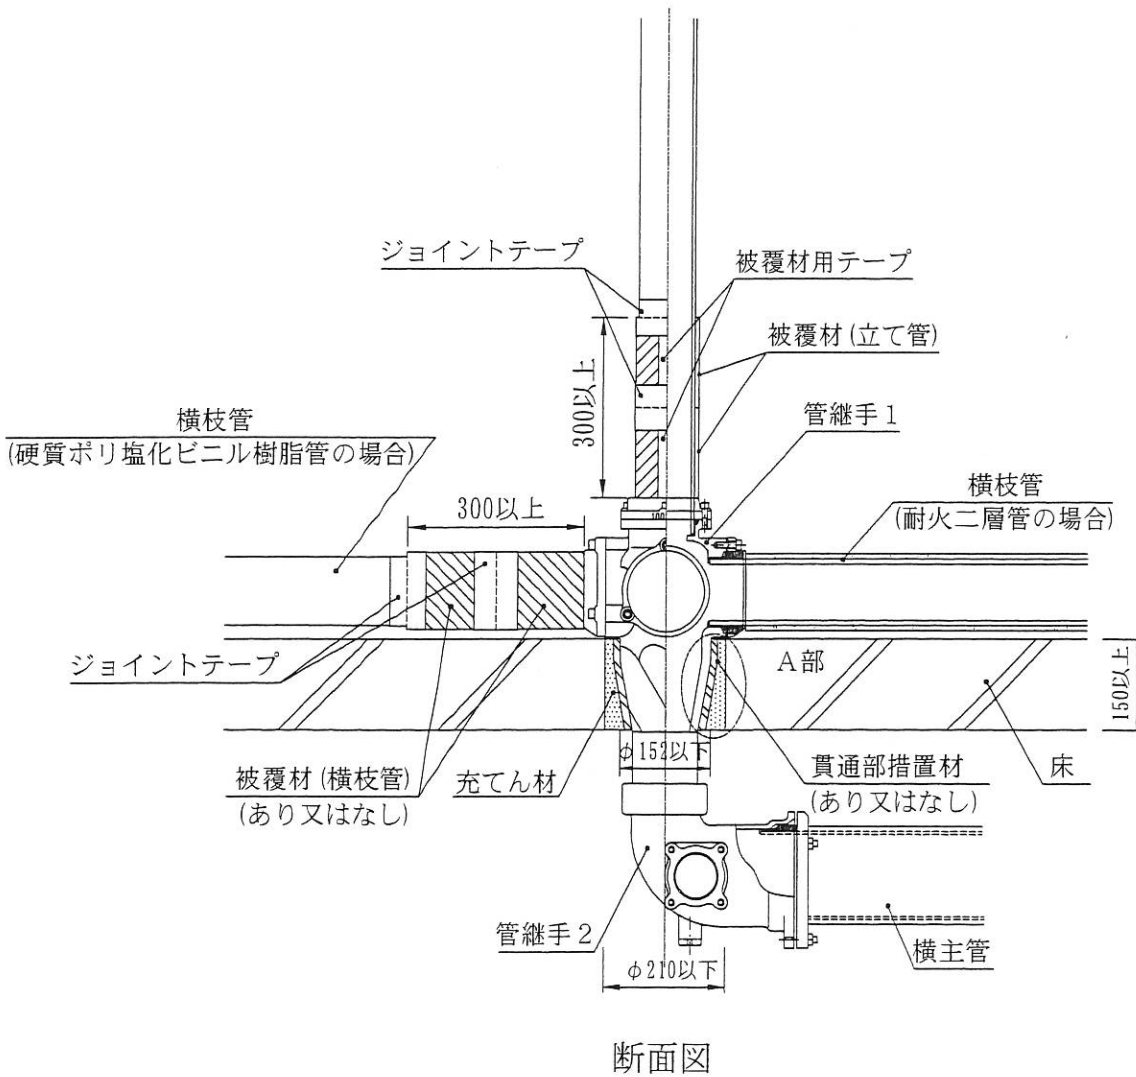 ジョイントテープ
被覆材用テープ
被覆材(立て管)
300以上
横枝管
(硬質ポリ塩化ビニル樹脂管の場合)
管継手1
300以上
横枝管
(耐火二層管の場合)
100
ジョイントテープ
A部
150以上
φ152以下
被覆材(横枝管)
(あり又はなし)
充てん材
貫通部措置材
(あり又はなし)
床
管継手2
横主管
φ210以下
断面図